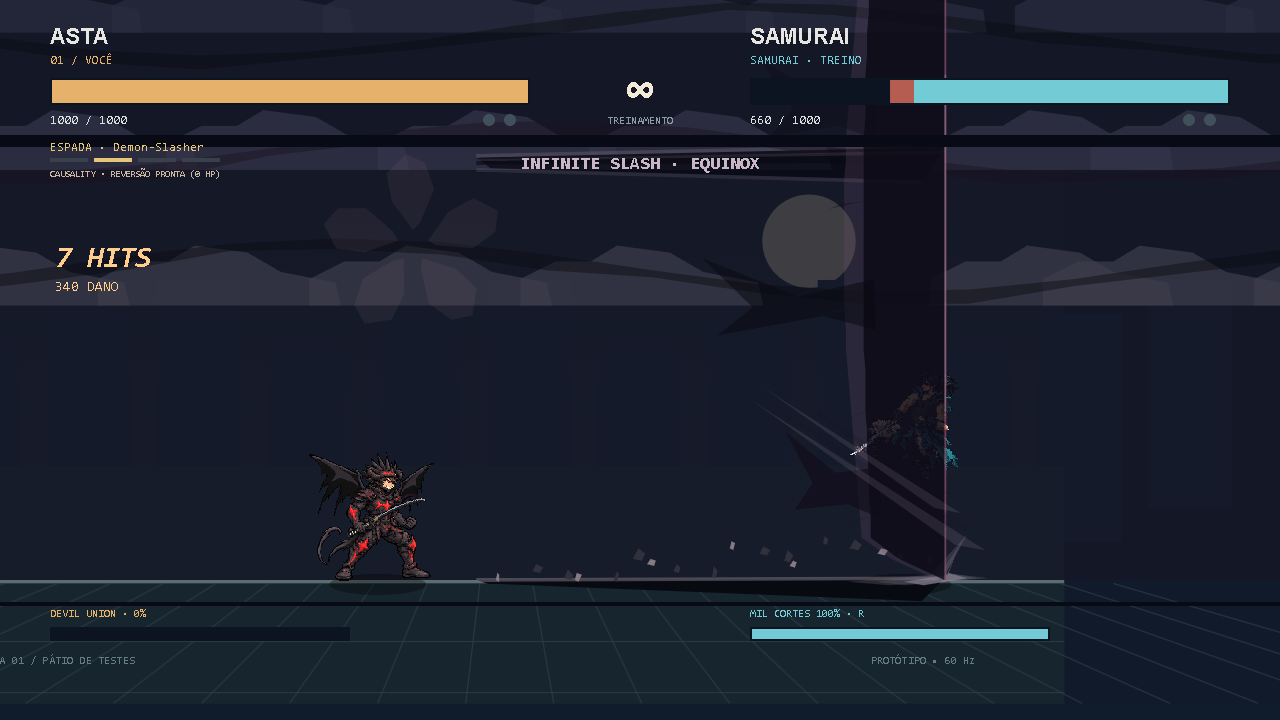 ASTA
01 / VOCÊ
1000 / 1000
ESPADA · Demon-Slasher
CAUSALITY · REVERSÃO PRONTA (0 HP)
∞
TREINAMENTO
SAMURAI
SAMURAI · TREINO
660 / 1000
INFINITE SLASH · EQUINOX
7 HITS
340 DANO
DEVIL UNION · 0%
MIL CORTES 100% · R
A 01 / PÁTIO DE TESTES
PROTÓTIPO • 60 Hz